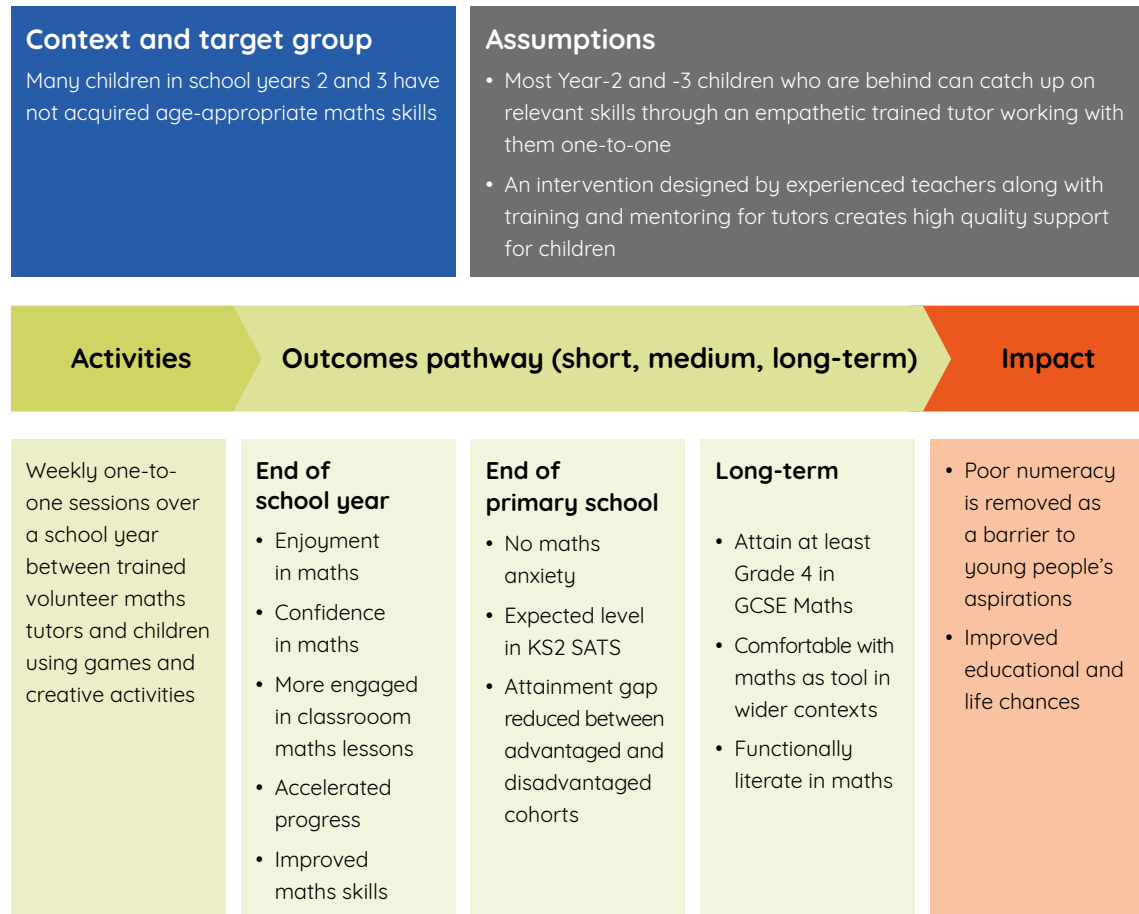 Context and target group
Many children in school years 2 and 3 have
not acquired age-appropriate maths skills
Assumptions
• Most Year-2 and -3 children who are behind can catch up on
relevant skills through an empathetic trained tutor working with
them one-to-one
• An intervention designed by experienced teachers along with
training and mentoring for tutors creates high quality support
for children
Activities
Outcomes pathway (short, medium, long-term)
Impact
Weekly one-to-
one sessions over
a school year
between trained
volunteer maths
tutors and children
using games and
creative activities
End of
school year
• Enjoyment
in maths
• Confidence
in maths
• More engaged
in classrooom
maths lessons
• Accelerated
progress
• Improved
maths skills
End of
primary school
• No maths
anxiety
• Expected level
in KS2 SATS
• Attainment gap
reduced between
advantaged and
disadvantaged
cohorts
Long-term
• Attain at least
Grade 4 in
GCSE Maths
• Comfortable with
maths as tool in
wider contexts
• Functionally
literate in maths
• Poor numeracy
is removed as
a barrier to
young people’s
aspirations
• Improved
educational and
life chances